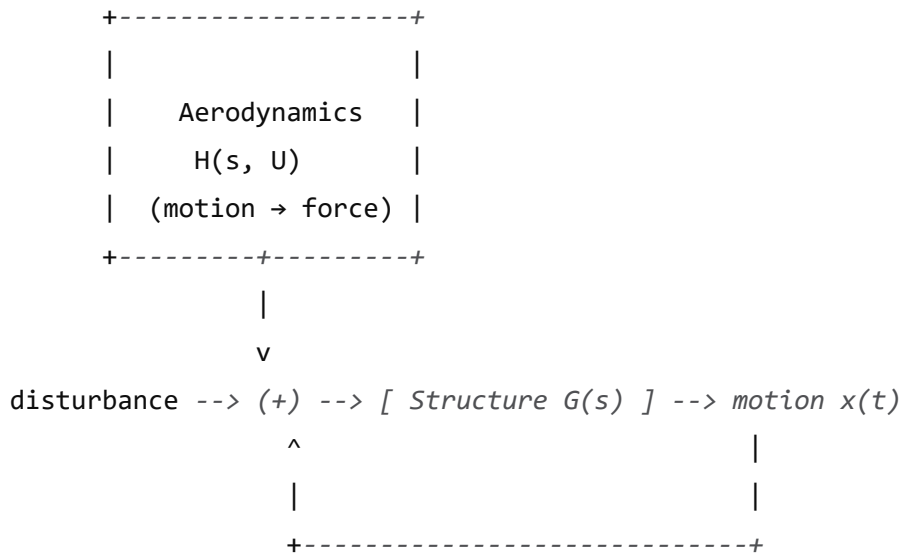 +-------------------+
| |
| Aerodynamics |
| H(s, U) |
| (motion → force) |
+---------+---------+
|
v
disturbance --> (+) --> [ Structure G(s) ] --> motion x(t)
^ |
| |
+----------------------------+